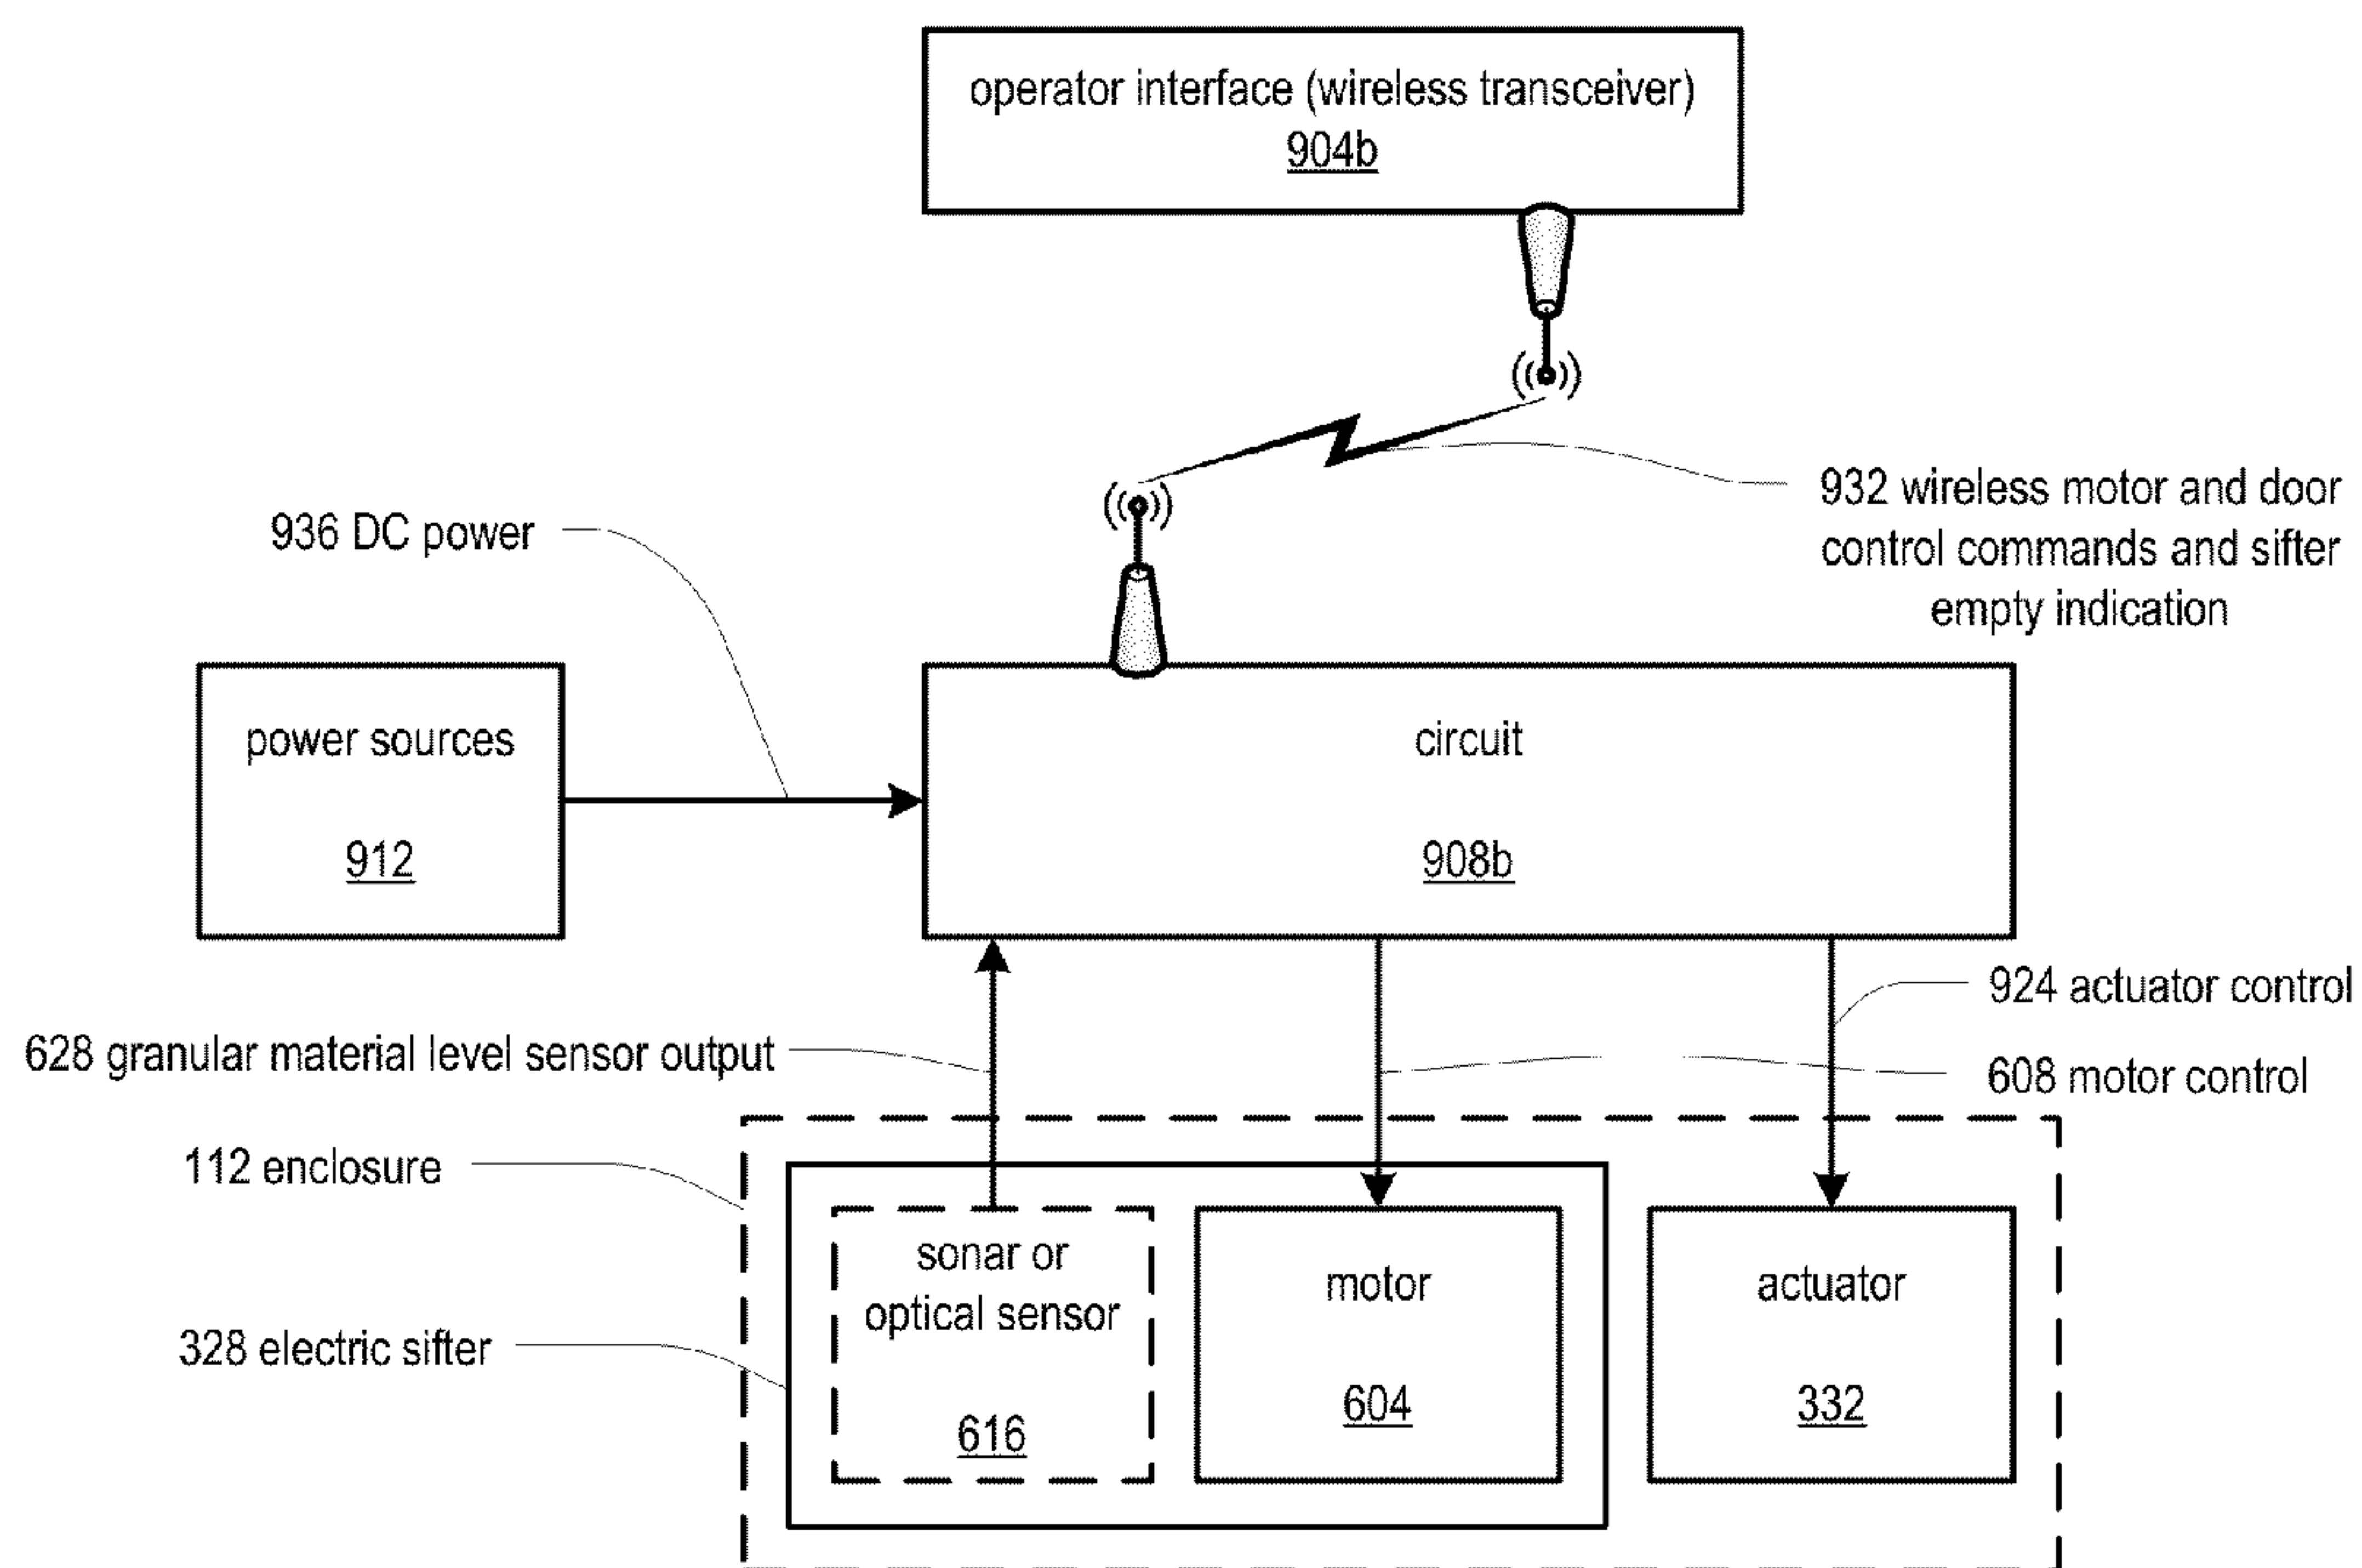 operator interface (wireless transceiver)
904b
932 wireless motor and door
control commands and sifter
empty indication
936 DC power
power sources
912
circuit
908b
924 actuator control
628 granular material level sensor output
608 motor control
112 enclosure
328 electric sifter
sonar or
optical sensor
616
motor
604
actuator
332